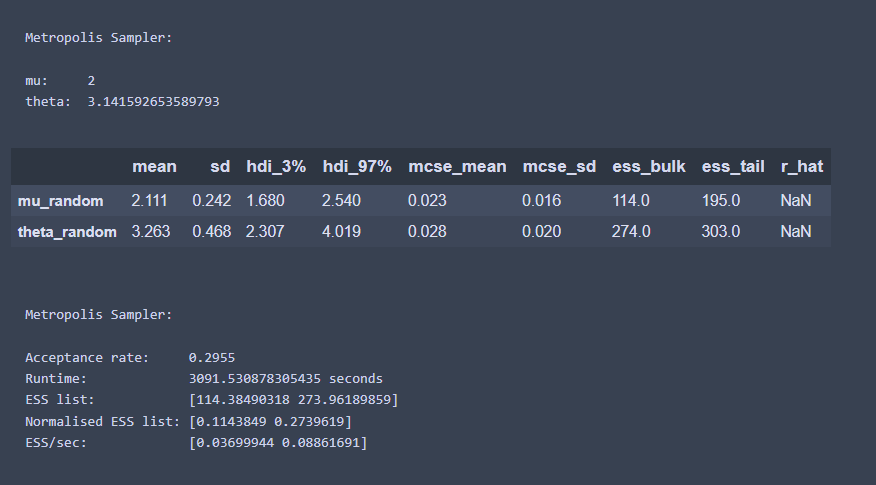 Metropolis Sampler:
mu: 2
theta: 3.141592653589793
mean sd hdi_3% hdi_97% mcse_mean mcse_sd ess_bulk ess_tail r_hat
mu_random 2.111 0.242 1.680 2.540 0.023 0.016 114.0 195.0 NaN
theta_random 3.263 0.468 2.307 4.019 0.028 0.020 274.0 303.0 NaN
Metropolis Sampler:
Acceptance rate: 0.2955
Runtime: 3091.530878305435 seconds
ESS list: [114.38490318 273.96189859]
Normalised ESS list: [0.1143849 0.2739619]
ESS/sec: [0.03699944 0.08861691]